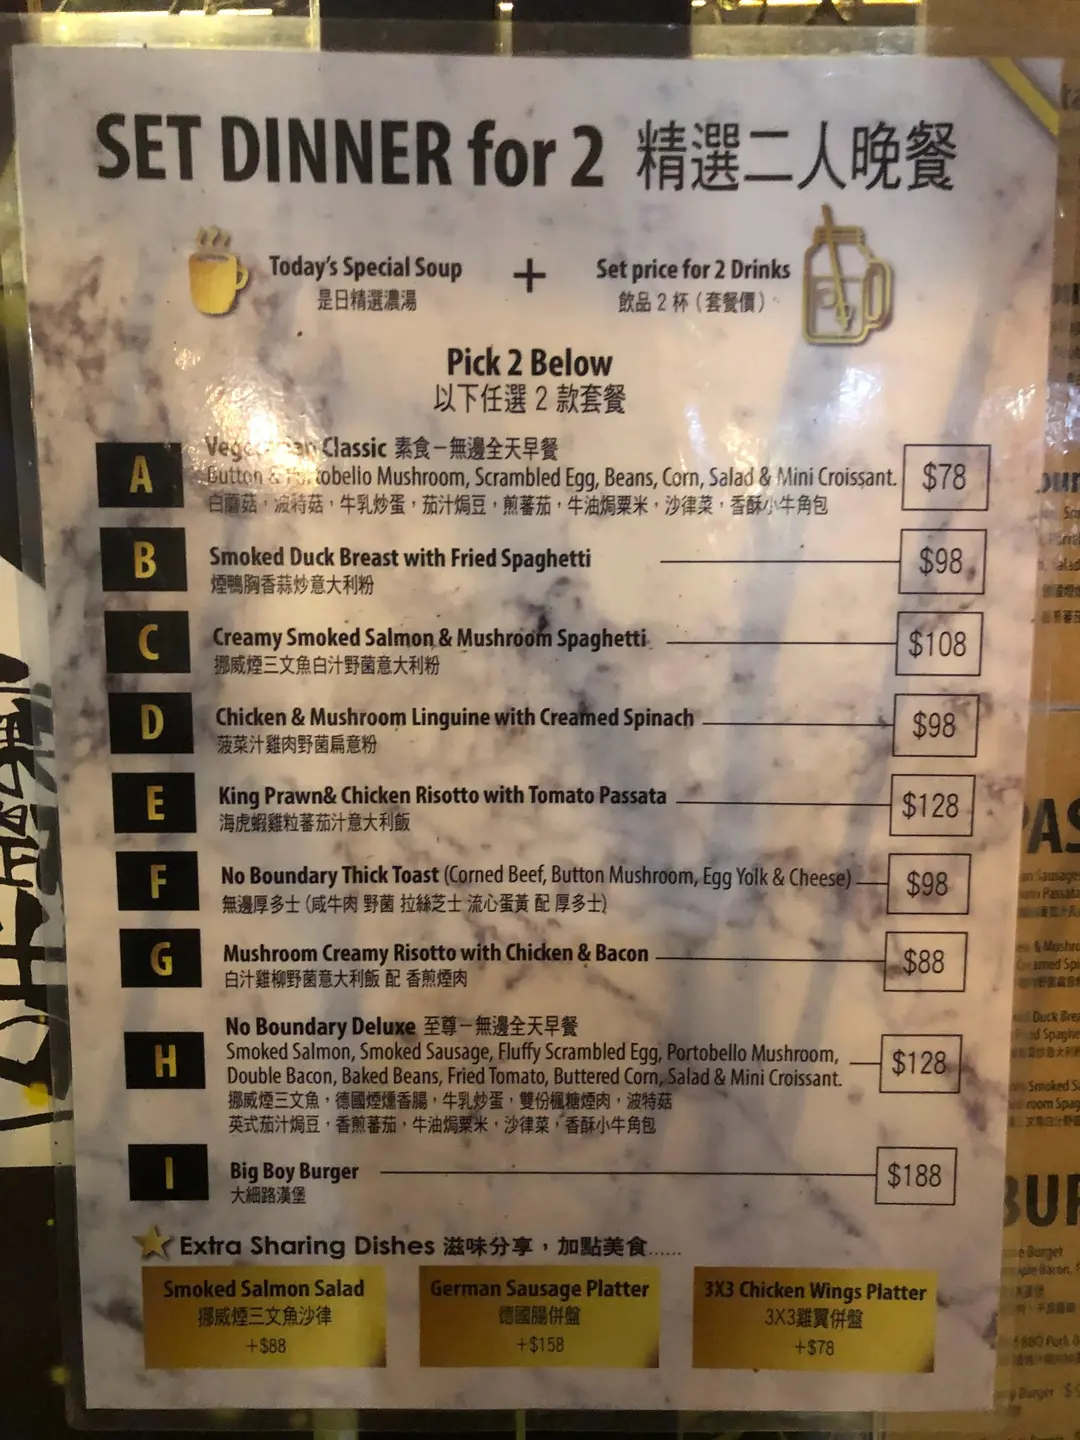 SET DINNER for 2 精選二人晚餐
Today's Special Soup
是日精選濃湯
+
Set price for 2 Drinks
飲品 2 杯（套餐價）
Pick 2 Below
以下任選 2 款套餐
A
Vegetarian Classic 素食－無邊全天早餐
Button & Portobello Mushroom, Scrambled Egg, Beans, Corn, Salad & Mini Croissant.
白蘑菇，波特菇，牛乳炒蛋，茄汁焗豆，煎蕃茄，牛油焗粟米，沙律菜，香酥小牛角包
$78
B
Smoked Duck Breast with Fried Spaghetti
煙鴨胸香蒜炒意大利粉
$98
C
Creamy Smoked Salmon & Mushroom Spaghetti
挪威煙三文魚白汁野菌意大利粉
$108
D
Chicken & Mushroom Linguine with Creamed Spinach
菠菜汁雞肉野菌扁意粉
$98
E
King Prawn& Chicken Risotto with Tomato Passata
海虎蝦雞粒蕃茄汁意大利飯
$128
F
No Boundary Thick Toast (Corned Beef, Button Mushroom, Egg Yolk & Cheese)
無邊厚多士 (咸牛肉 野菌 拉絲芝士 流心蛋黃 配 厚多士)
$98
G
Mushroom Creamy Risotto with Chicken & Bacon
白汁雞柳野菌意大利飯 配 香煎煙肉
$88
H
No Boundary Deluxe 至尊－無邊全天早餐
Smoked Salmon, Smoked Sausage, Fluffy Scrambled Egg, Portobello Mushroom,
Double Bacon, Baked Beans, Fried Tomato, Buttered Corn, Salad & Mini Croissant.
挪威煙三文魚，德國煙燻香腸，牛乳炒蛋，雙份楓糖煙肉，波特菇
英式茄汁焗豆，香煎蕃茄，牛油焗粟米，沙律菜，香酥小牛角包
$128
I
Big Boy Burger
大細路漢堡
$188
Extra Sharing Dishes 滋味分享，加點美食......
Smoked Salmon Salad
挪威煙三文魚沙律
+$88
German Sausage Platter
德國腸併盤
+$158
3X3 Chicken Wings Platter
3X3雞翼併盤
+$78